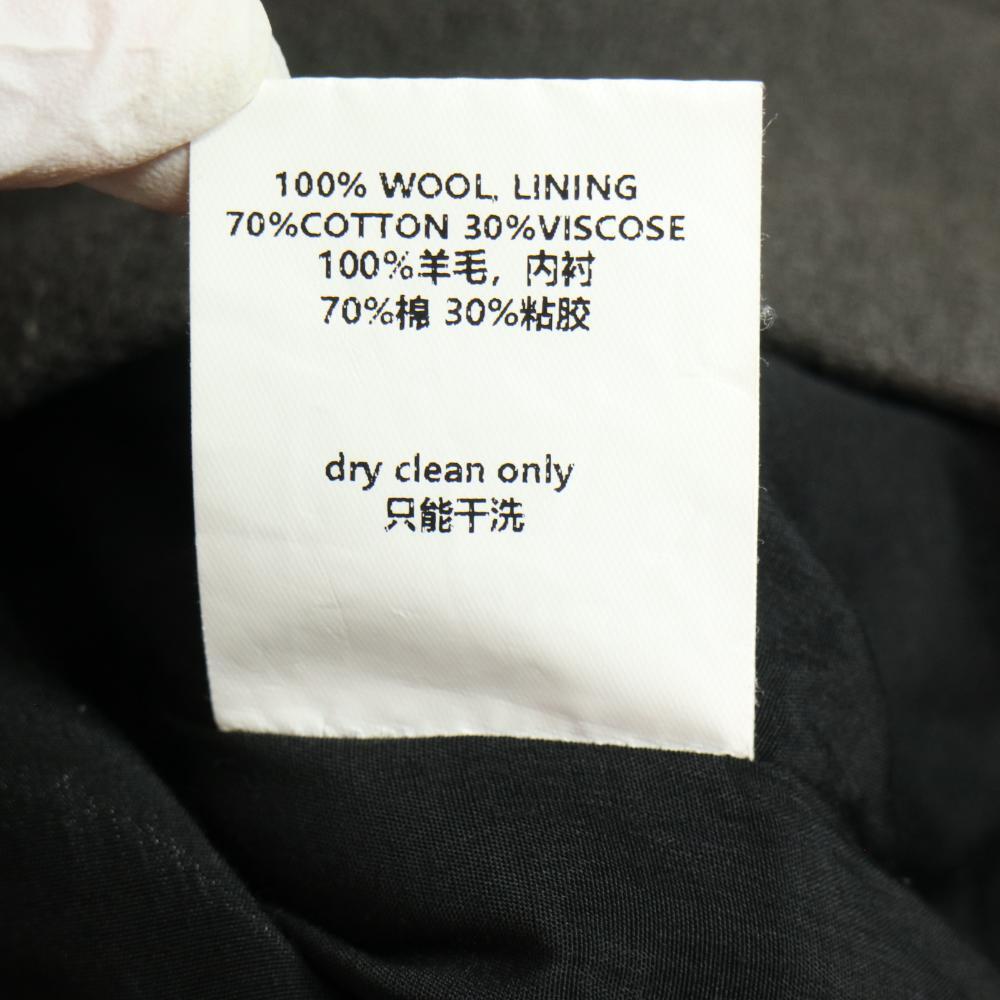 100% WOOL, LINING
70%COTTON 30%VISCOSE
100%羊毛，内衬
70%棉 30%粘胶
dry clean only
只能干洗